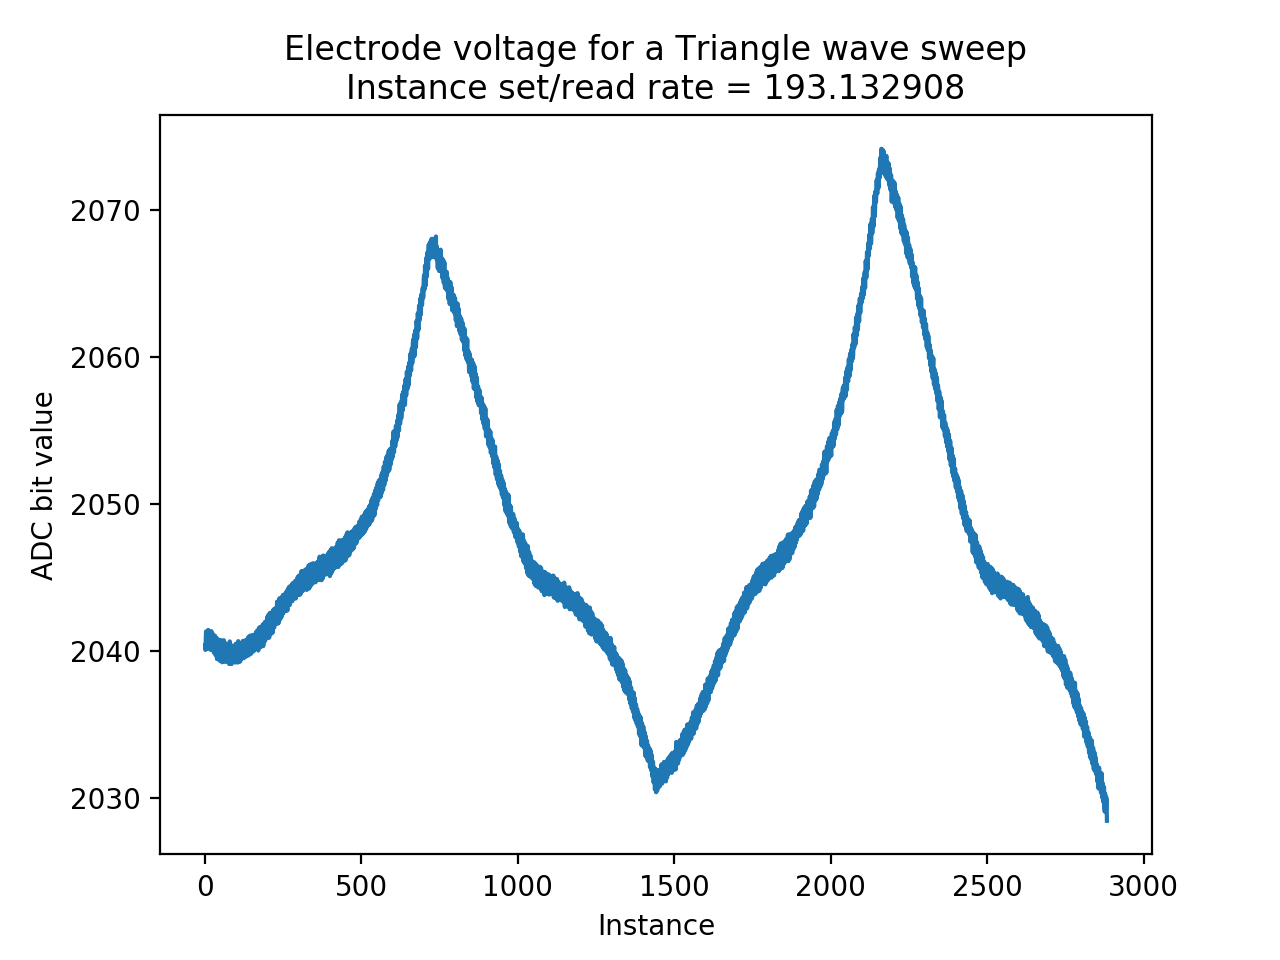 Electrode voltage for a Triangle wave sweep
Instance set/read rate = 193.132908
ADC bit value
2070
2060
2050
2040
2030
0 500 1000 1500 2000 2500 3000
Instance